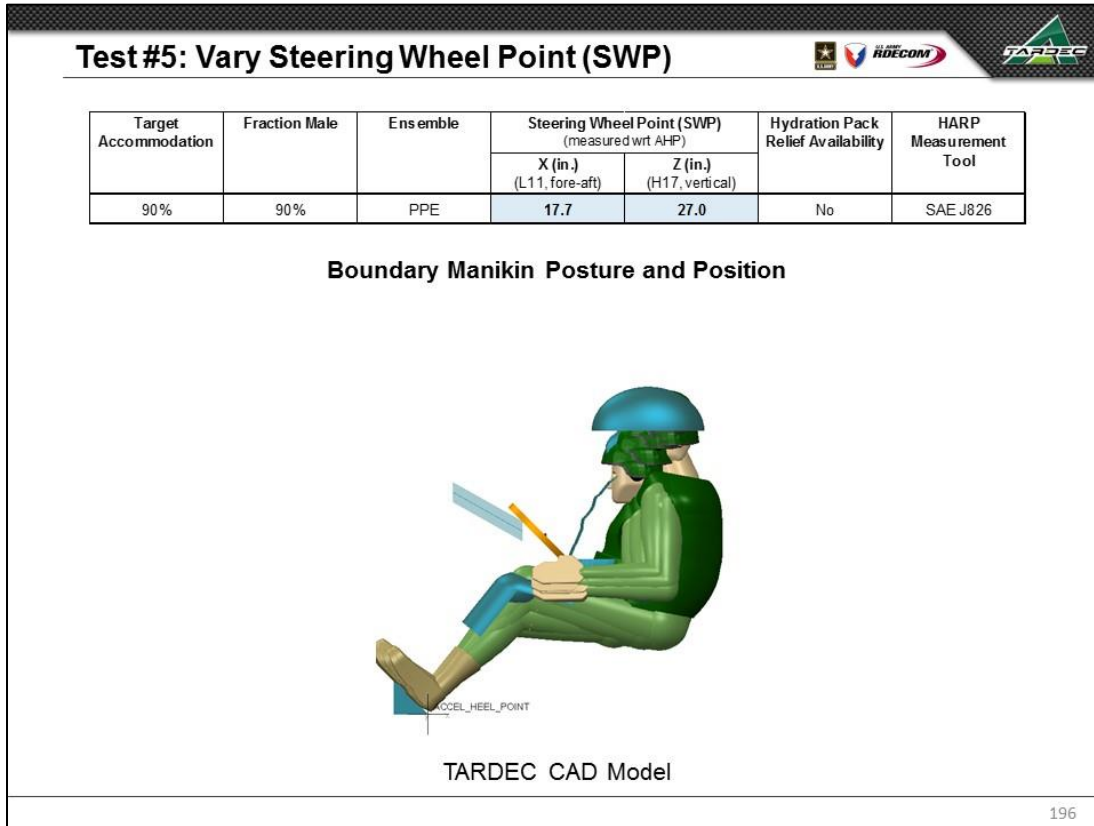 Test #5: Vary Steering Wheel Point (SWP)
U.S. ARMY
U.S. ARMY
RDECOM
TARDEC
Target Accommodation
Fraction Male
Ensemble
Steering Wheel Point (SWP)
(measured wrt AHP)
X (in.)
(L11, fore-aft)
Z (in.)
(H17, vertical)
Hydration Pack Relief Availability
HARP Measurement Tool
90%
90%
PPE
17.7
27.0
No
SAE J826
Boundary Manikin Posture and Position
ACCEL_HEEL_POINT
TARDEC CAD Model
196